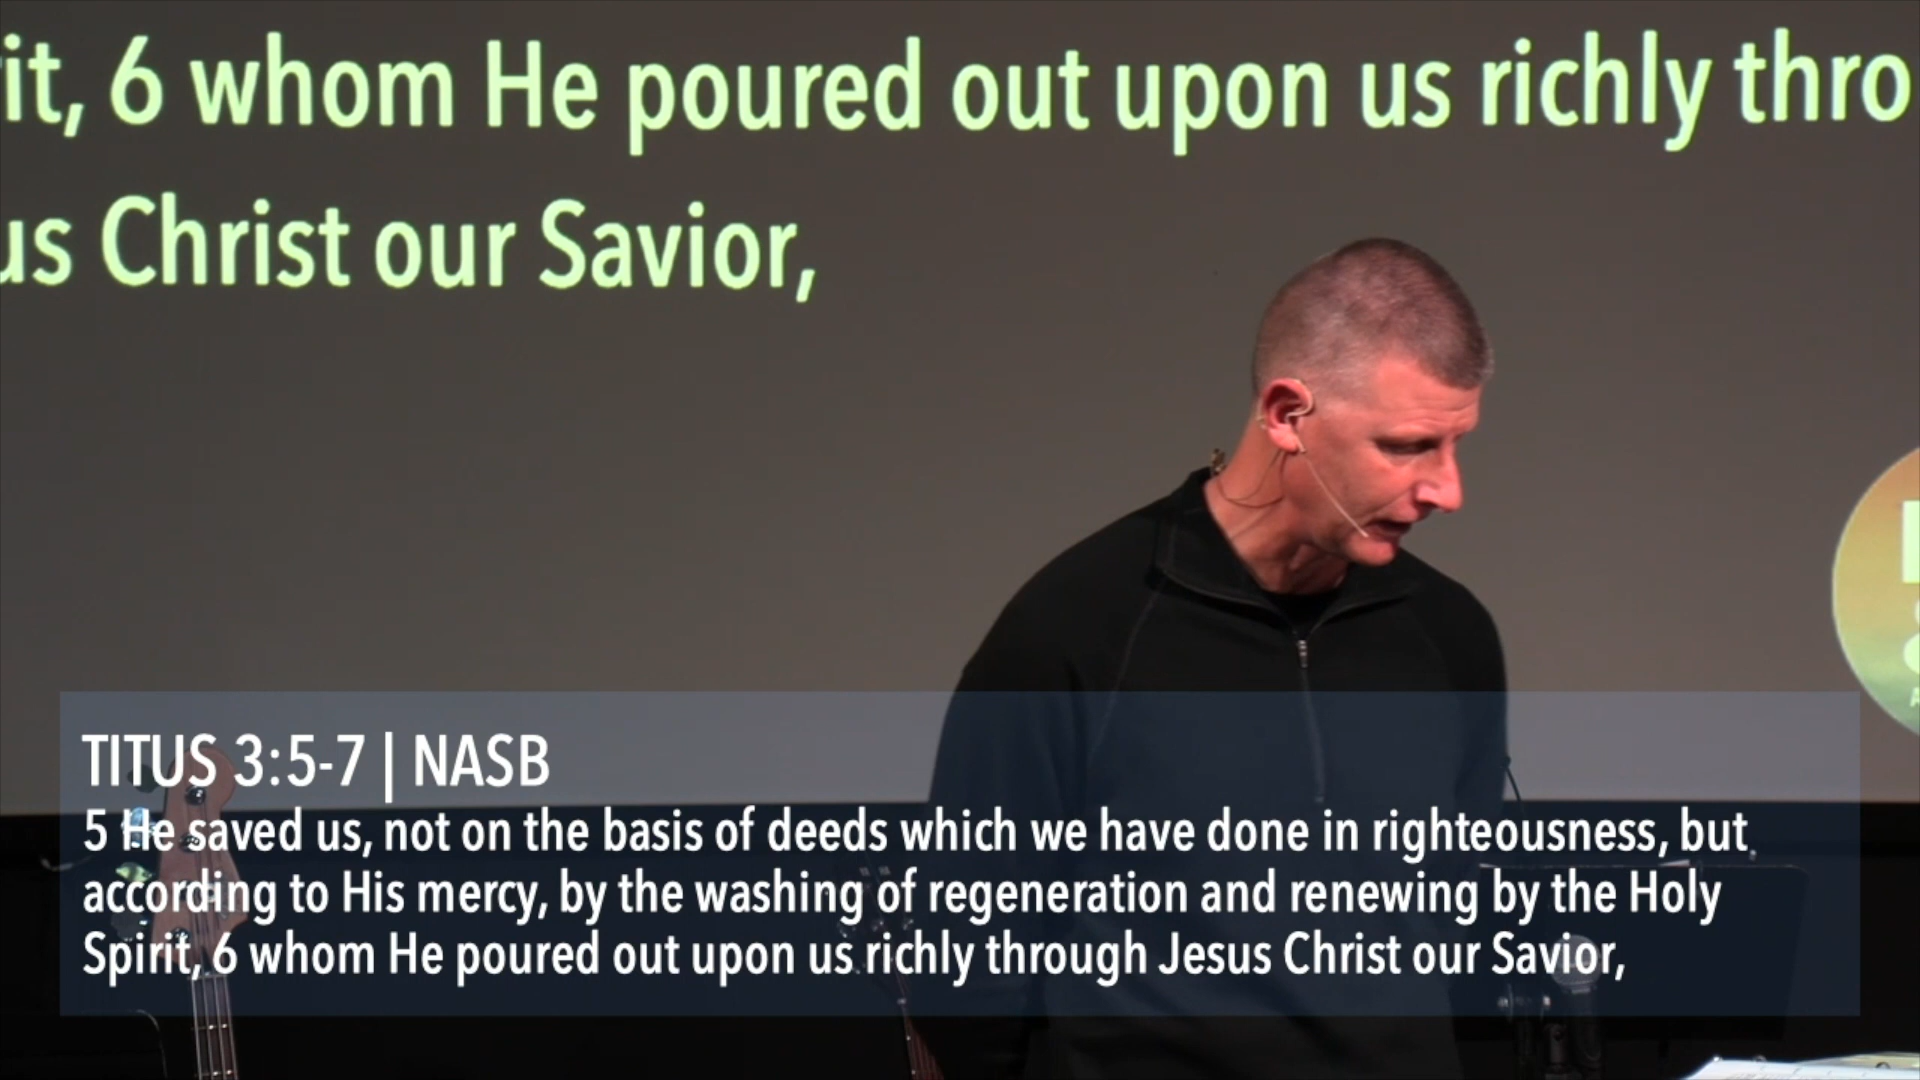 it, 6 whom He poured out upon us richly thro
us Christ our Savior,
TITUS 3:5-7 | NASB
5 He saved us, not on the basis of deeds which we have done in righteousness, but
according to His mercy, by the washing of regeneration and renewing by the Holy
Spirit, 6 whom He poured out upon us richly through Jesus Christ our Savior,